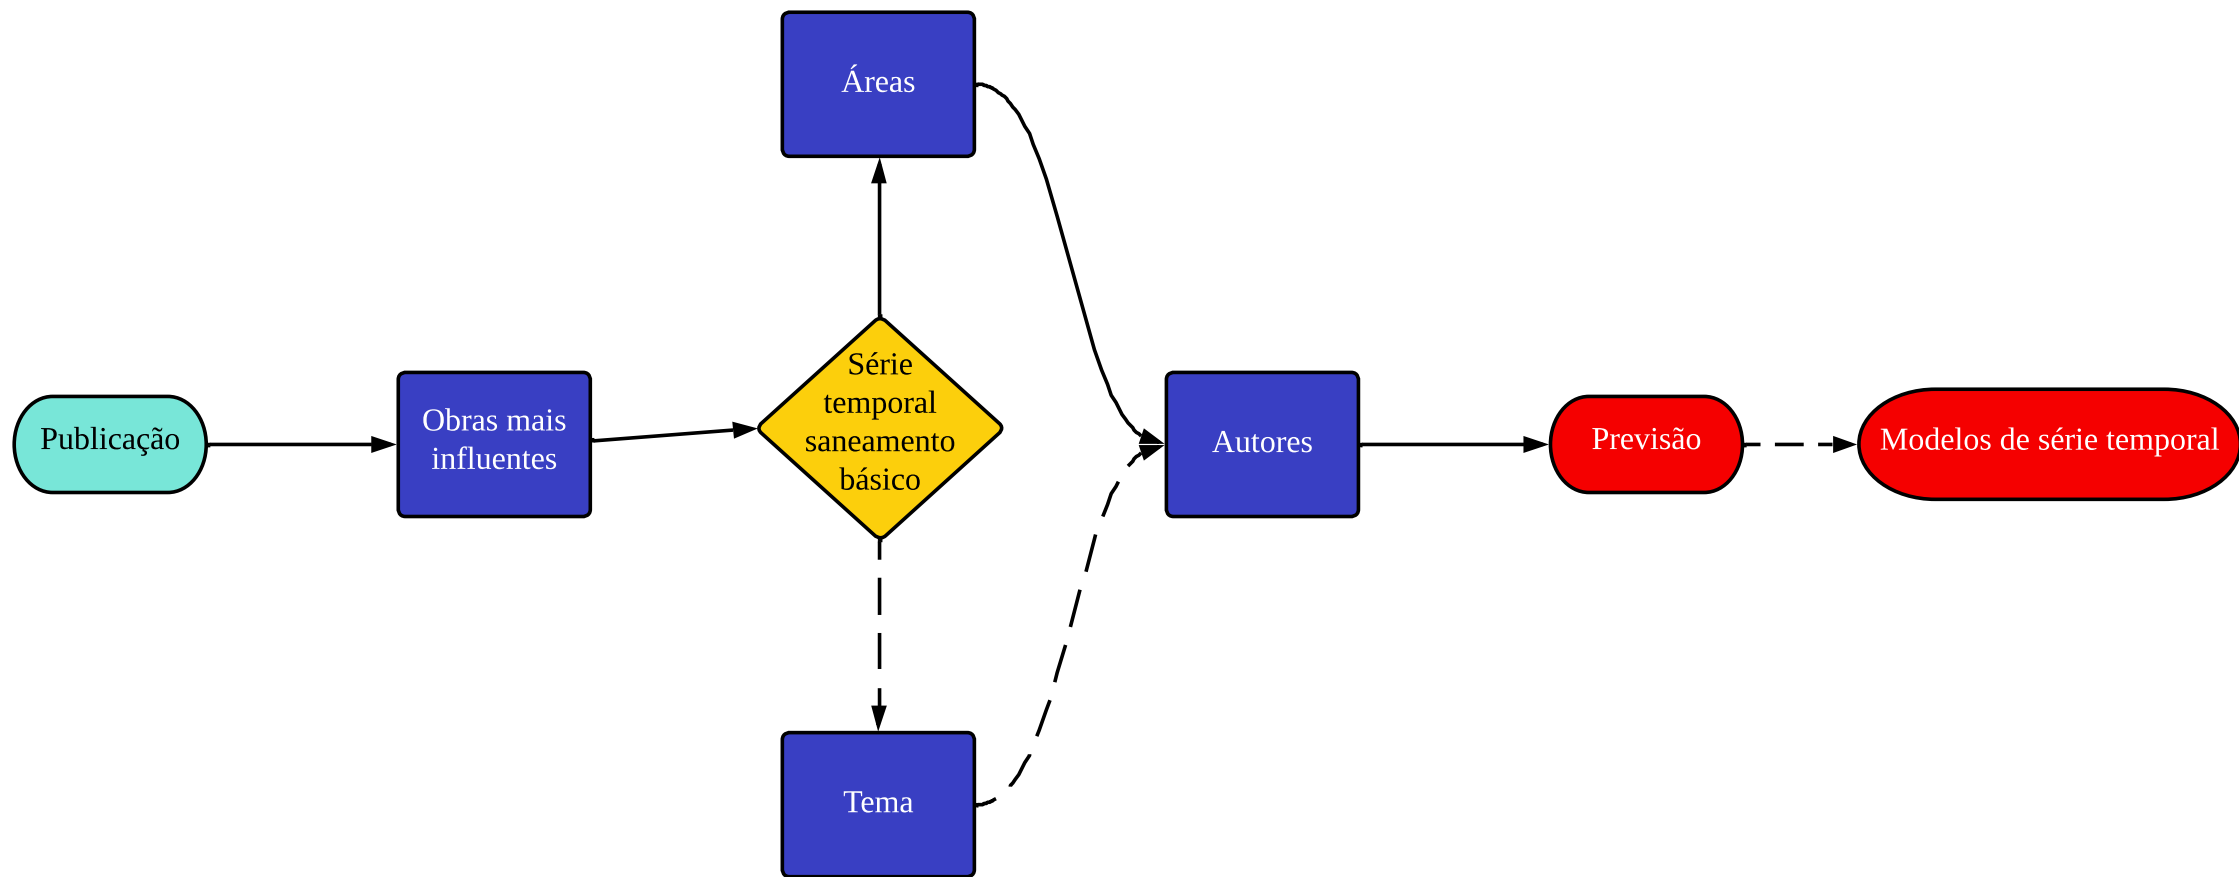 Publicação
Obras mais
influentes
Áreas
Série
temporal
saneamento
básico
Tema
Autores
Previsão
Modelos de série temporal